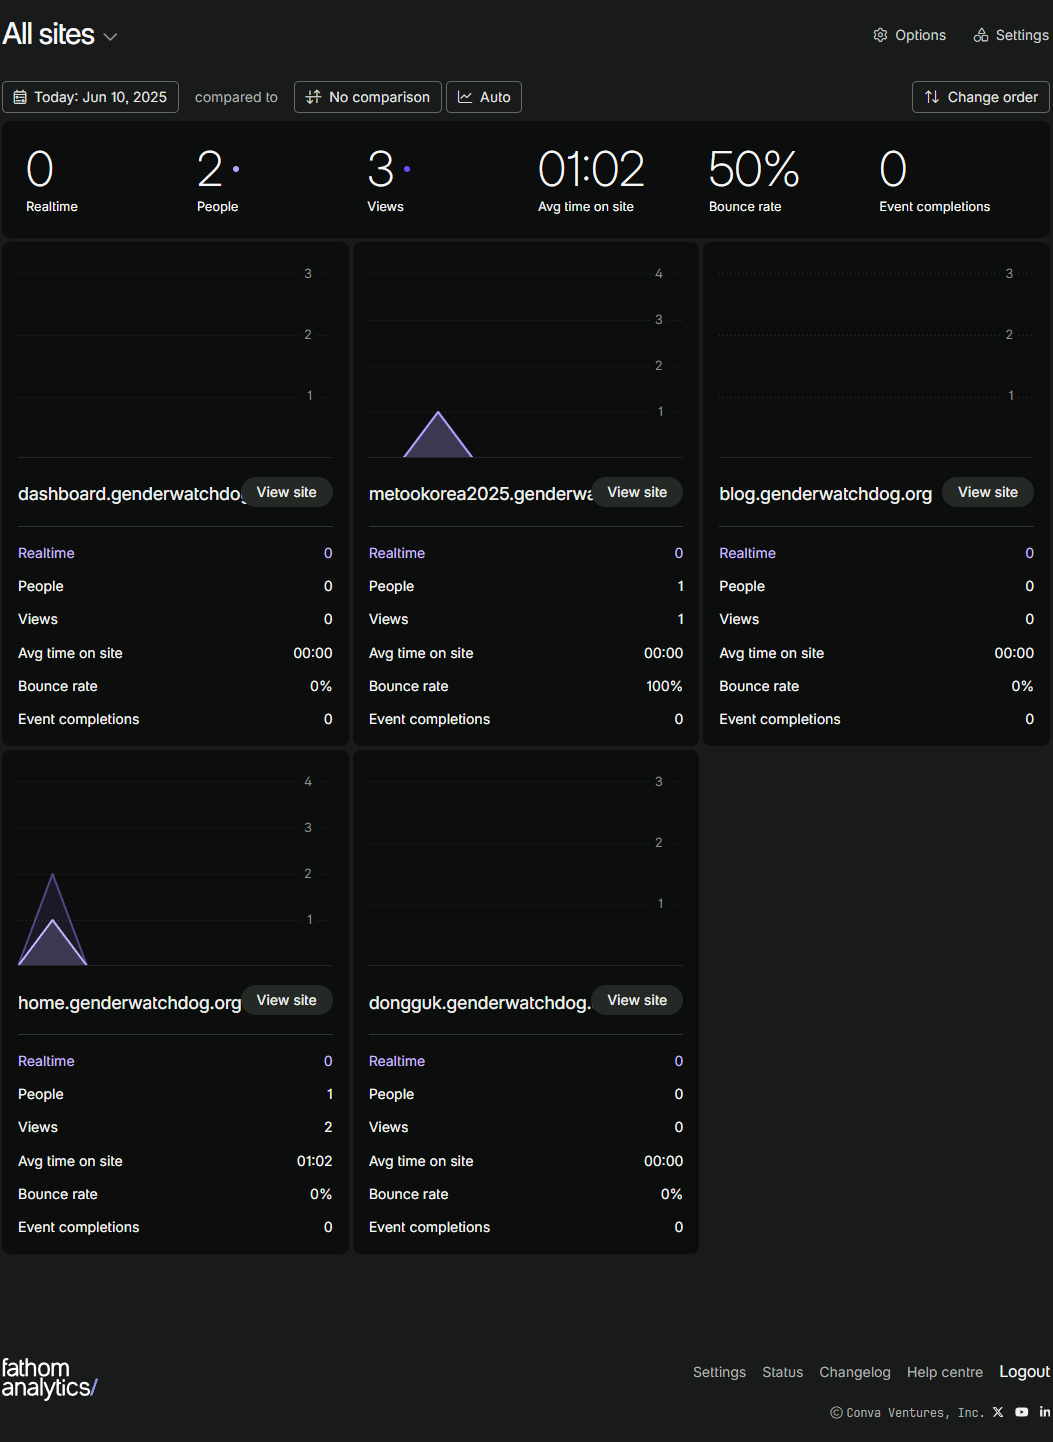 All sites
Options
Settings
Today: Jun 10, 2025
compared to
No comparison
Auto
Change order
0
2
3
01:02
50%
0
Realtime
People
Views
Avg time on site
Bounce rate
Event completions
3
2
1
dashboard.genderwatchdog
View site
Realtime 0
People 0
Views 0
Avg time on site 00:00
Bounce rate 0%
Event completions 0
4
3
2
1
metookorea2025.genderwa
View site
Realtime 0
People 1
Views 1
Avg time on site 00:00
Bounce rate 100%
Event completions 0
3
2
1
blog.genderwatchdog.org
View site
Realtime 0
People 0
Views 0
Avg time on site 00:00
Bounce rate 0%
Event completions 0
4
3
2
1
home.genderwatchdog.org
View site
Realtime 0
People 1
Views 2
Avg time on site 01:02
Bounce rate 0%
Event completions 0
3
2
1
dongguk.genderwatchdog.
View site
Realtime 0
People 0
Views 0
Avg time on site 00:00
Bounce rate 0%
Event completions 0
fathom
analytics/
Settings
Status
Changelog
Help centre
Logout
© Conva Ventures, Inc.